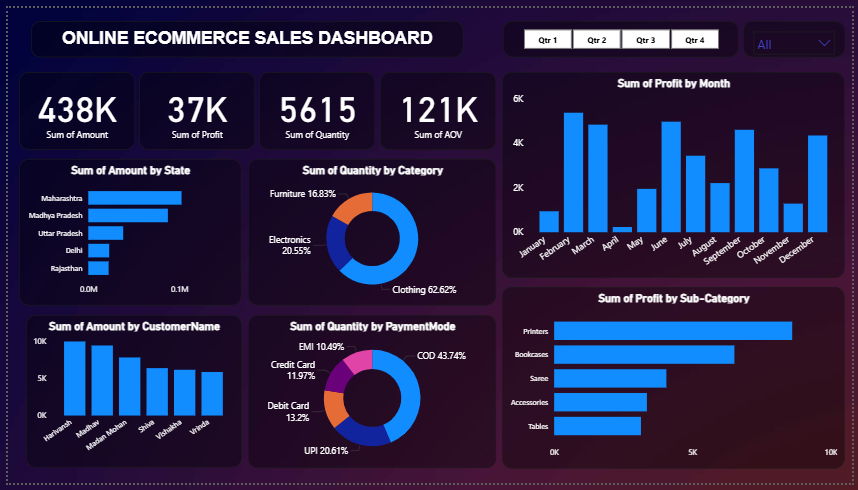 ONLINE ECOMMERCE SALES DASHBOARD
Qtr 1
Qtr 2
Qtr 3
Qtr 4
All
438K
Sum of Amount
37K
Sum of Profit
5615
Sum of Quantity
121K
Sum of AOV
Sum of Profit by Month
6K
4K
2K
0K
January
February
March
April
May
June
July
August
September
October
November
December
Sum of Amount by State
Maharashtra
Madhya Pradesh
Uttar Pradesh
Delhi
Rajasthan
0.0M
0.1M
Sum of Quantity by Category
Furniture 16.83%
Electronics
20.55%
Clothing 62.62%
Sum of Profit by Sub-Category
Printers
Bookcases
Saree
Accessories
Tables
0K
5K
10K
Sum of Amount by CustomerName
10K
5K
0K
Harivansh
Madhav
Madan Mohan
Shiva
Vishakha
Vrinda
Sum of Quantity by PaymentMode
EMI 10.49%
COD 43.74%
Credit Card
11.97%
Debit Card
13.2%
UPI 20.61%